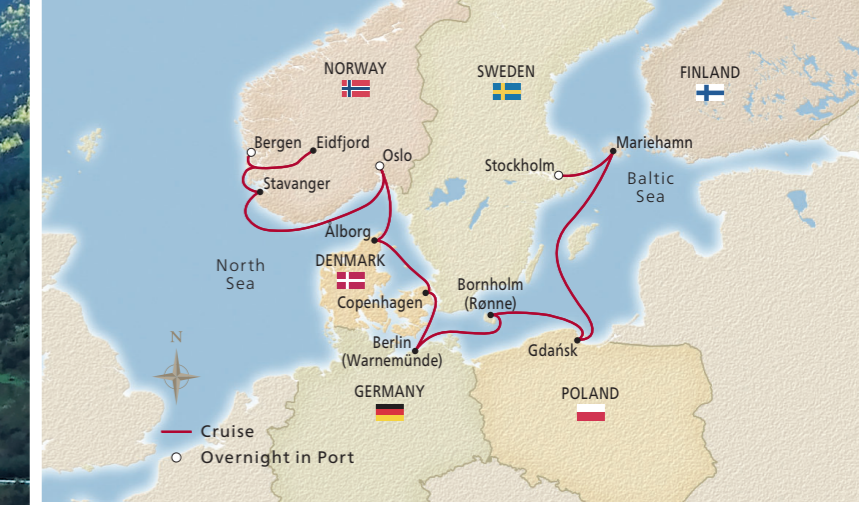 NORWAY
SWEDEN
FINLAND
Bergen
Eidfjord
Oslo
Mariehamn
Stockholm
Stavanger
Baltic
Sea
Ålborg
DENMARK
North
Sea
Copenhagen
Bornholm
(Rønne)
Berlin
(Warnemünde)
Gdańsk
N
GERMANY
POLAND
Cruise
Overnight in Port